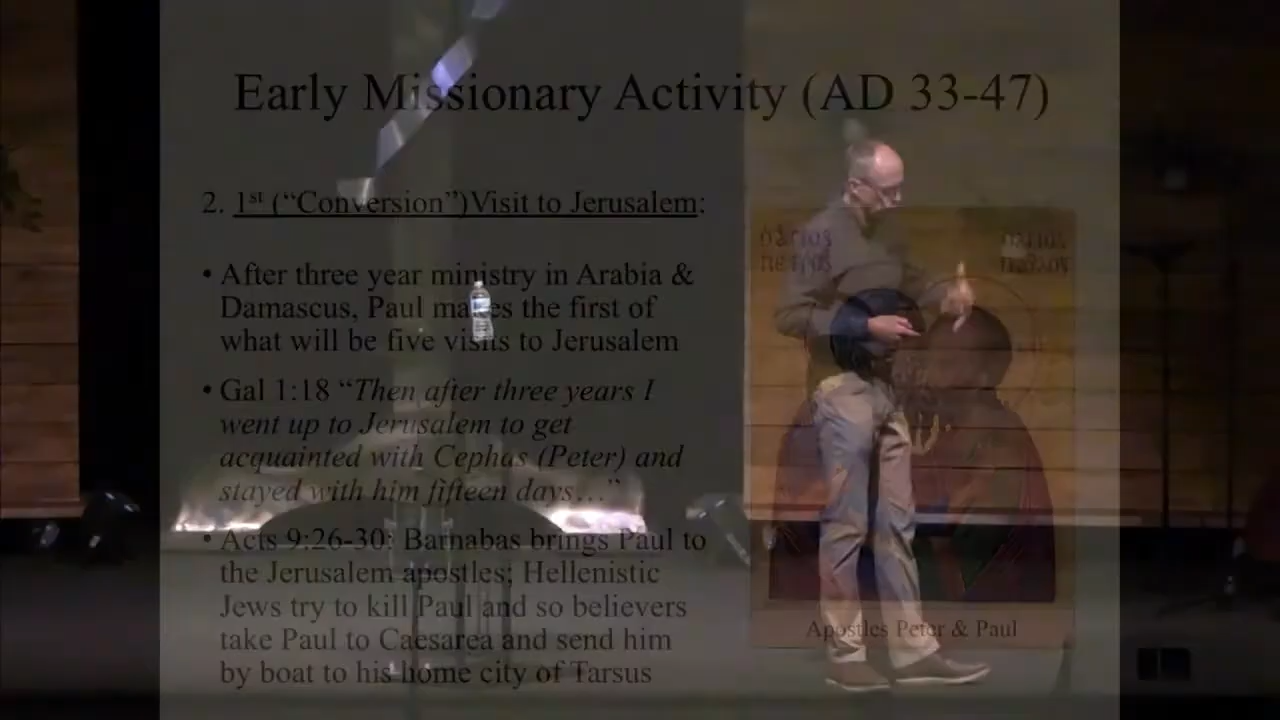 Early Missionary Activity (AD 33-47)
2. 1st (“Conversion”)Visit to Jerusalem:
• After three year ministry in Arabia &
Damascus, Paul makes the first of
what will be five visits to Jerusalem
• Gal 1:18 “Then after three years I
went up to Jerusalem to get
acquainted with Cephas (Peter) and
stayed with him fifteen days…”
• Acts 9:26-30: Barnabas brings Paul to
the Jerusalem apostles; Hellenistic
Jews try to kill Paul and so believers
take Paul to Caesarea and send him
by boat to his home city of Tarsus
Apostles Peter & Paul